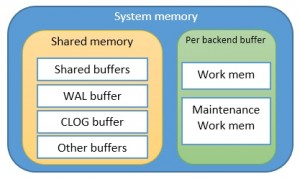 System memory
Shared memory
Shared buffers
WAL buffer
CLOG buffer
Other buffers
Per backend buffer
Work mem
Maintenance
Work mem